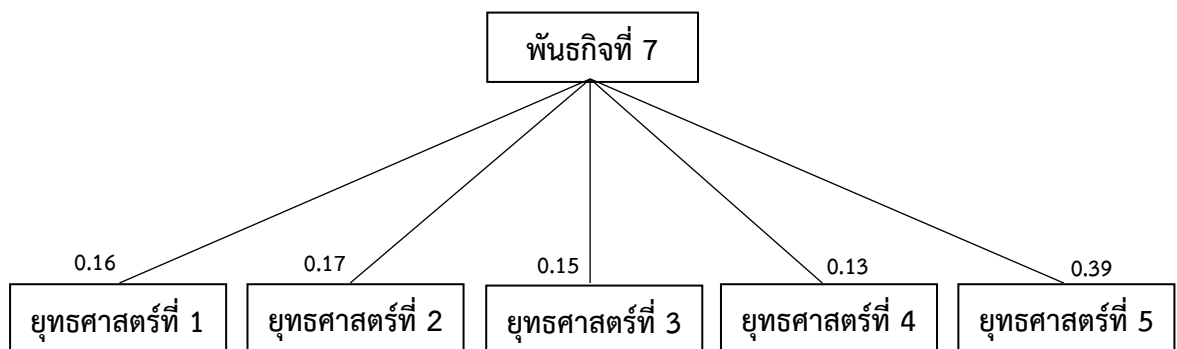 พันธกิจที่ 7
0.16
0.17
0.15
0.13
0.39
ยุทธศาสตร์ที่ 1
ยุทธศาสตร์ที่ 2
ยุทธศาสตร์ที่ 3
ยุทธศาสตร์ที่ 4
ยุทธศาสตร์ที่ 5